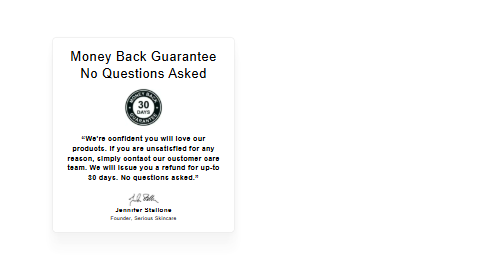 Money Back Guarantee
No Questions Asked
MONEY BACK
30
DAYS
GUARANTEE
“We're confident you will love our
products. If you are unsatisfied for any
reason, simply contact our customer care
team. We will issue you a refund for up-to
30 days. No questions asked.”
Jennifer Stallone
Founder, Serious Skincare